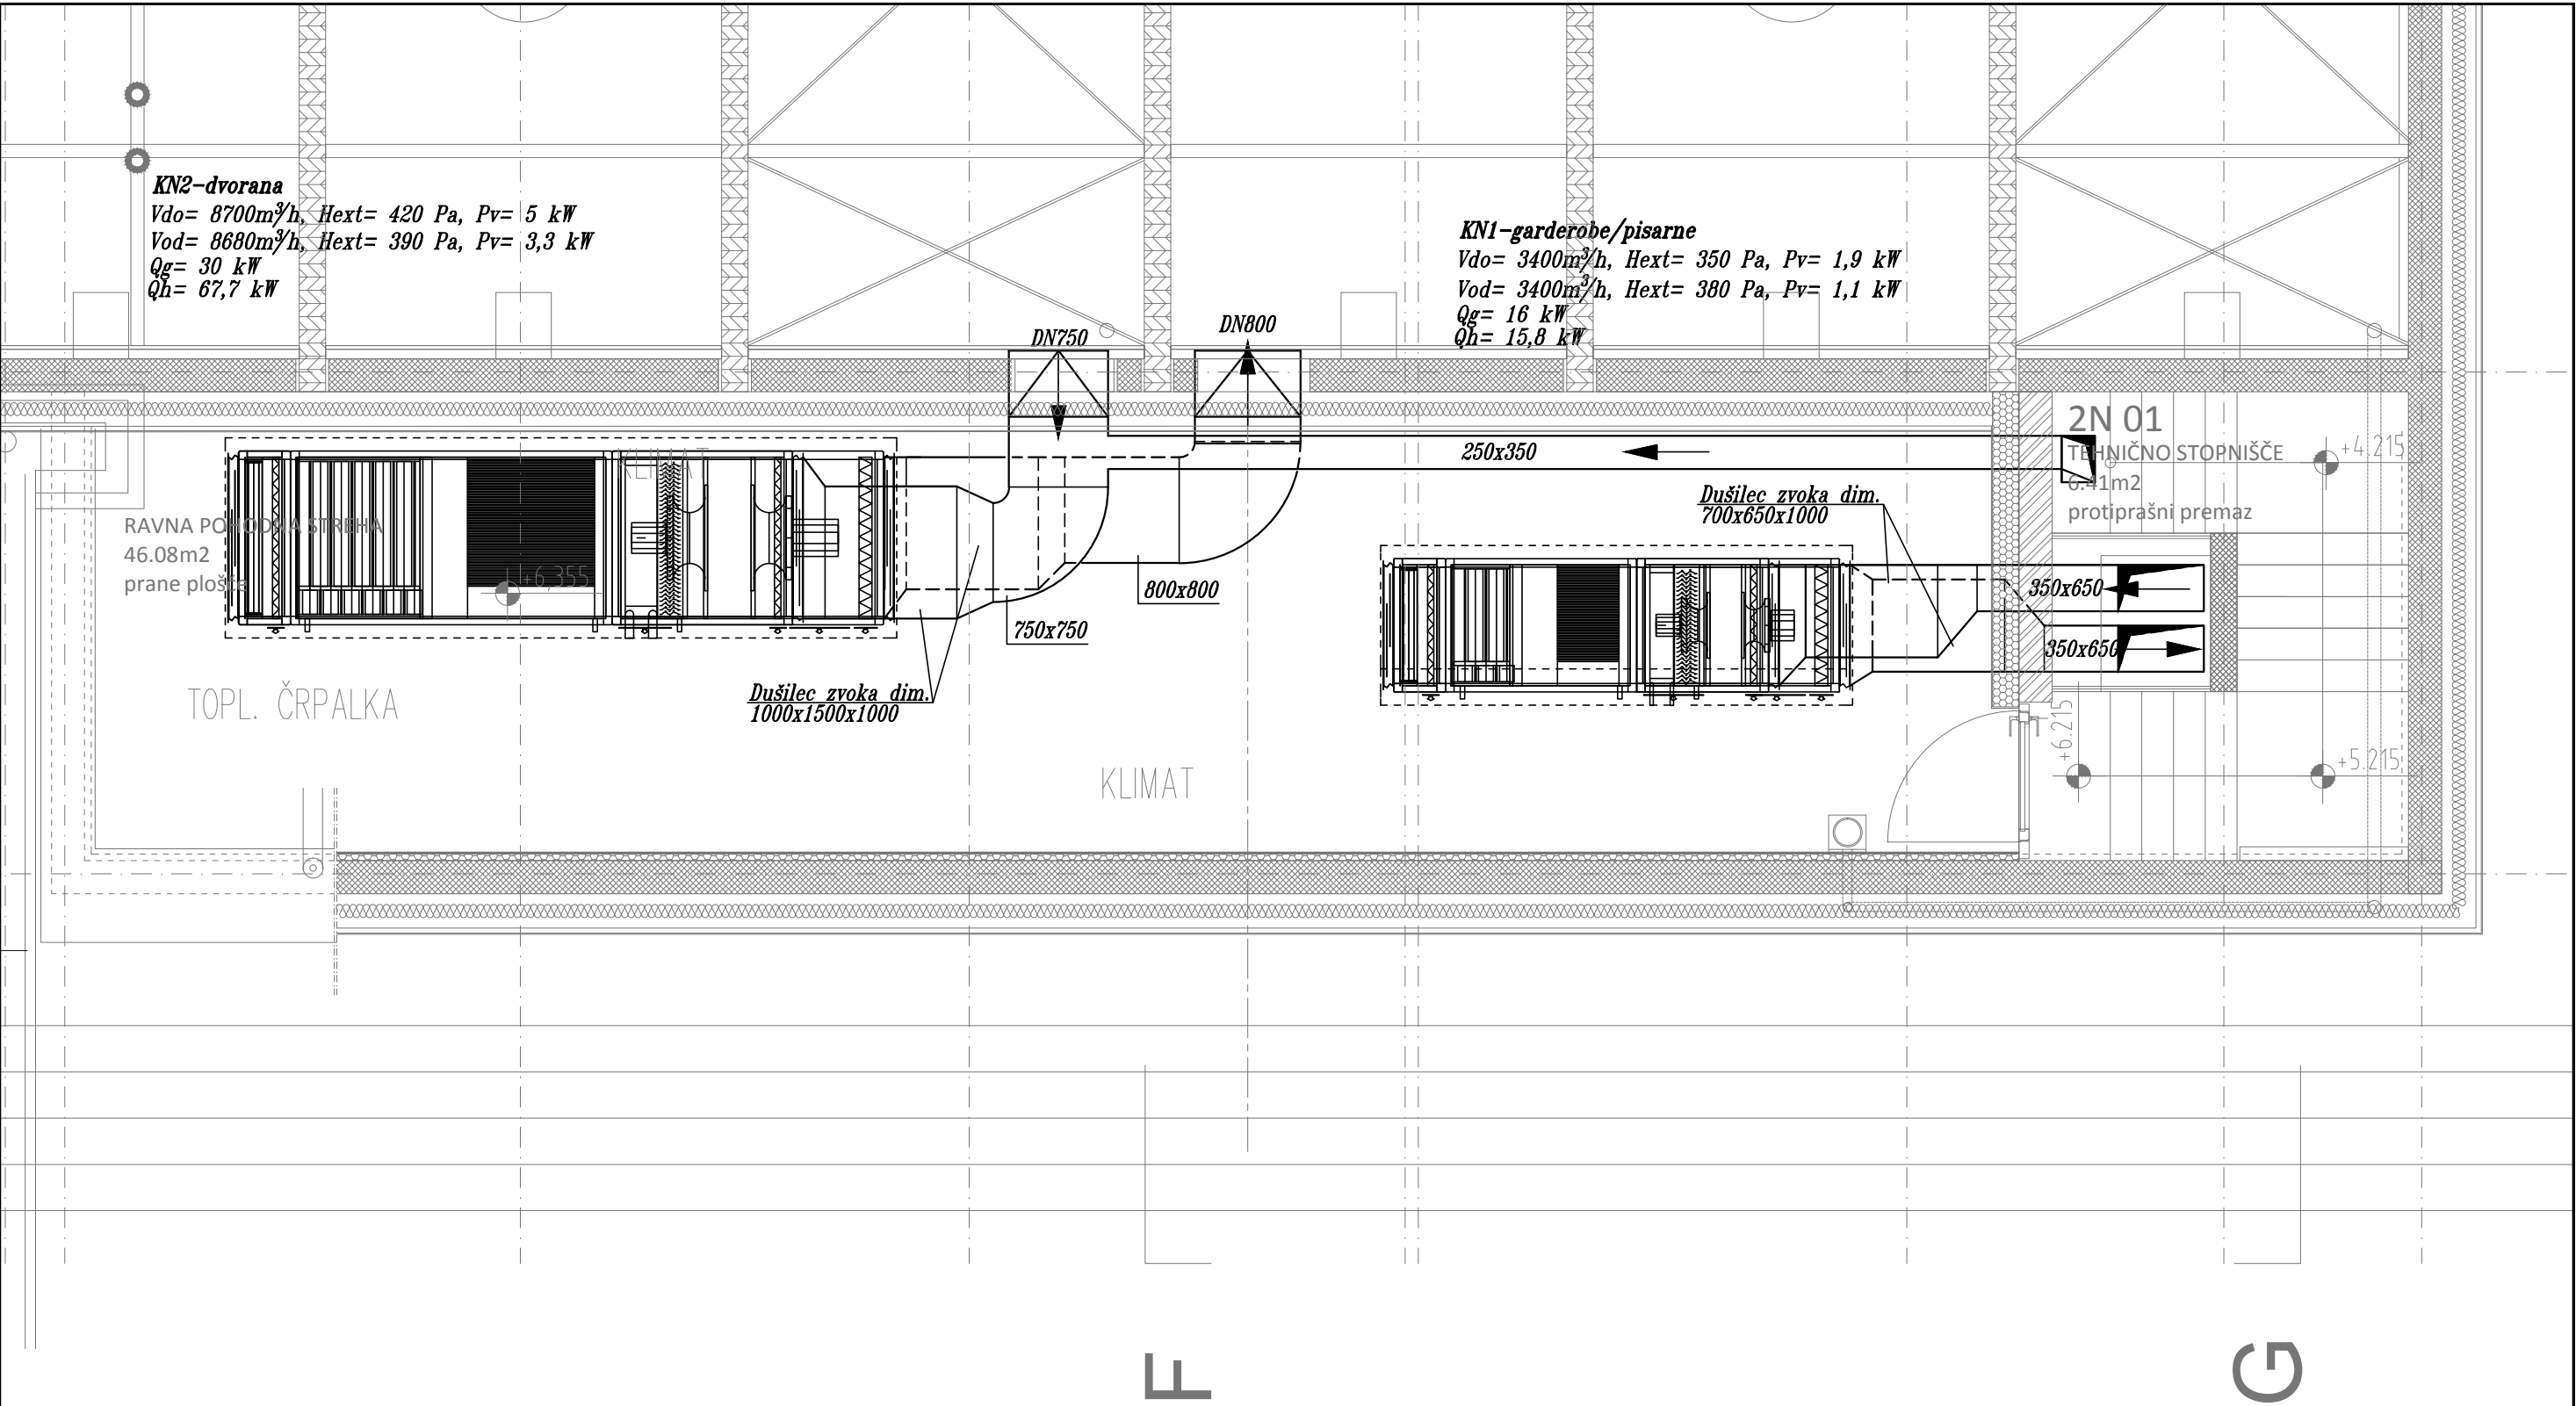 KN2-dvorana
Vdo= 8700m³/h, Hext= 420 Pa, Pv= 5 kW
Vod= 8680m³/h, Hext= 390 Pa, Pv= 3,3 kW
Qg= 30 kW
Qh= 67,7 kW
KN1-garderobe/pisarne
Vdo= 3400m³/h, Hext= 350 Pa, Pv= 1,9 kW
Vod= 3400m³/h, Hext= 380 Pa, Pv= 1,1 kW
Qg= 16 kW
Qh= 15,8 kW
DN750
DN800
2N 01
TEHNIČNO STOPNIŠČE
6.41m2
protiprašni premaz
+4.215
250x350
KLIMAT
Dušilec zvoka dim.
700x650x1000
RAVNA POHODNA STREHA
46.08m2
prane plošče
+6,355
800x800
750x750
350x650
350x650
Dušilec zvoka dim.
1000x1500x1000
TOPL. ČRPALKA
KLIMAT
+6.215
+5.215
F
G